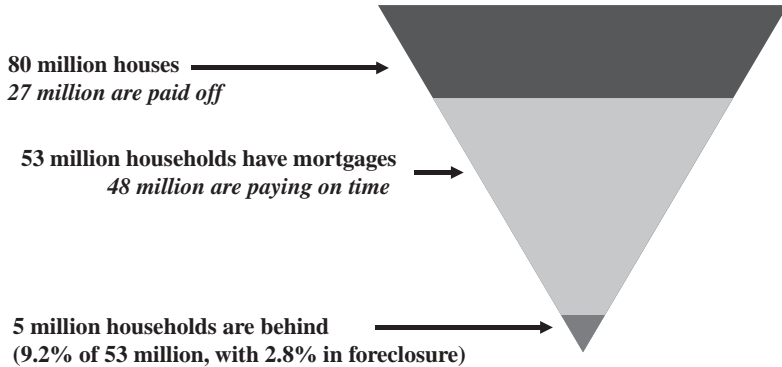 80 million houses
27 million are paid off
53 million households have mortgages
48 million are paying on time
5 million households are behind
(9.2% of 53 million, with 2.8% in foreclosure)